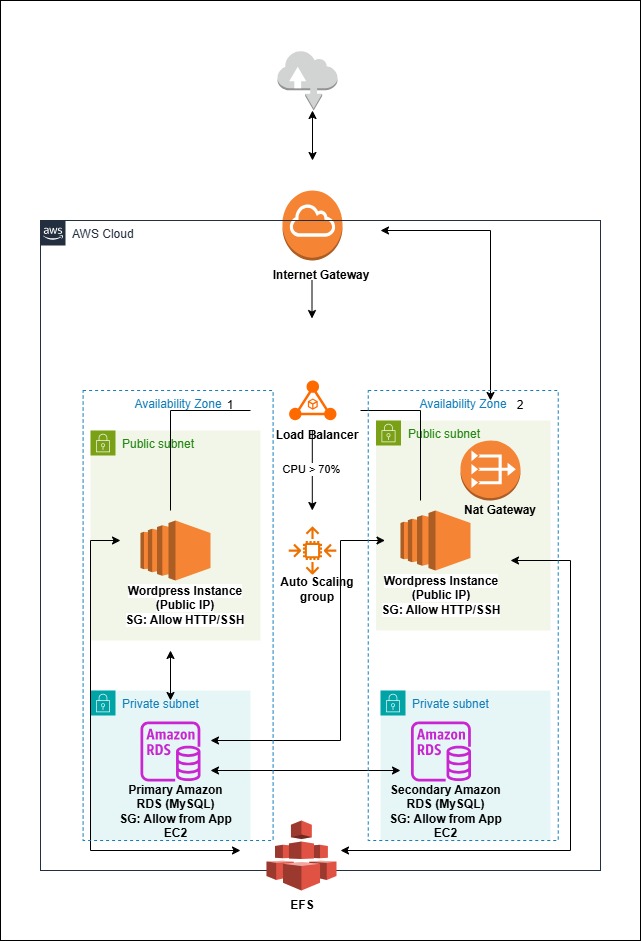 aws
AWS Cloud
Internet Gateway
Availability Zone 1
Availability Zone 2
Load Balancer
Public subnet
Public subnet
CPU > 70%
Nat Gateway
Auto Scaling
group
Wordpress Instance
(Public IP)
SG: Allow HTTP/SSH
Wordpress Instance
(Public IP)
SG: Allow HTTP/SSH
Private subnet
Private subnet
Amazon
RDS
Amazon
RDS
Primary Amazon
RDS (MySQL)
SG: Allow from App
EC2
Secondary Amazon
RDS (MySQL)
SG: Allow from App
EC2
EFS